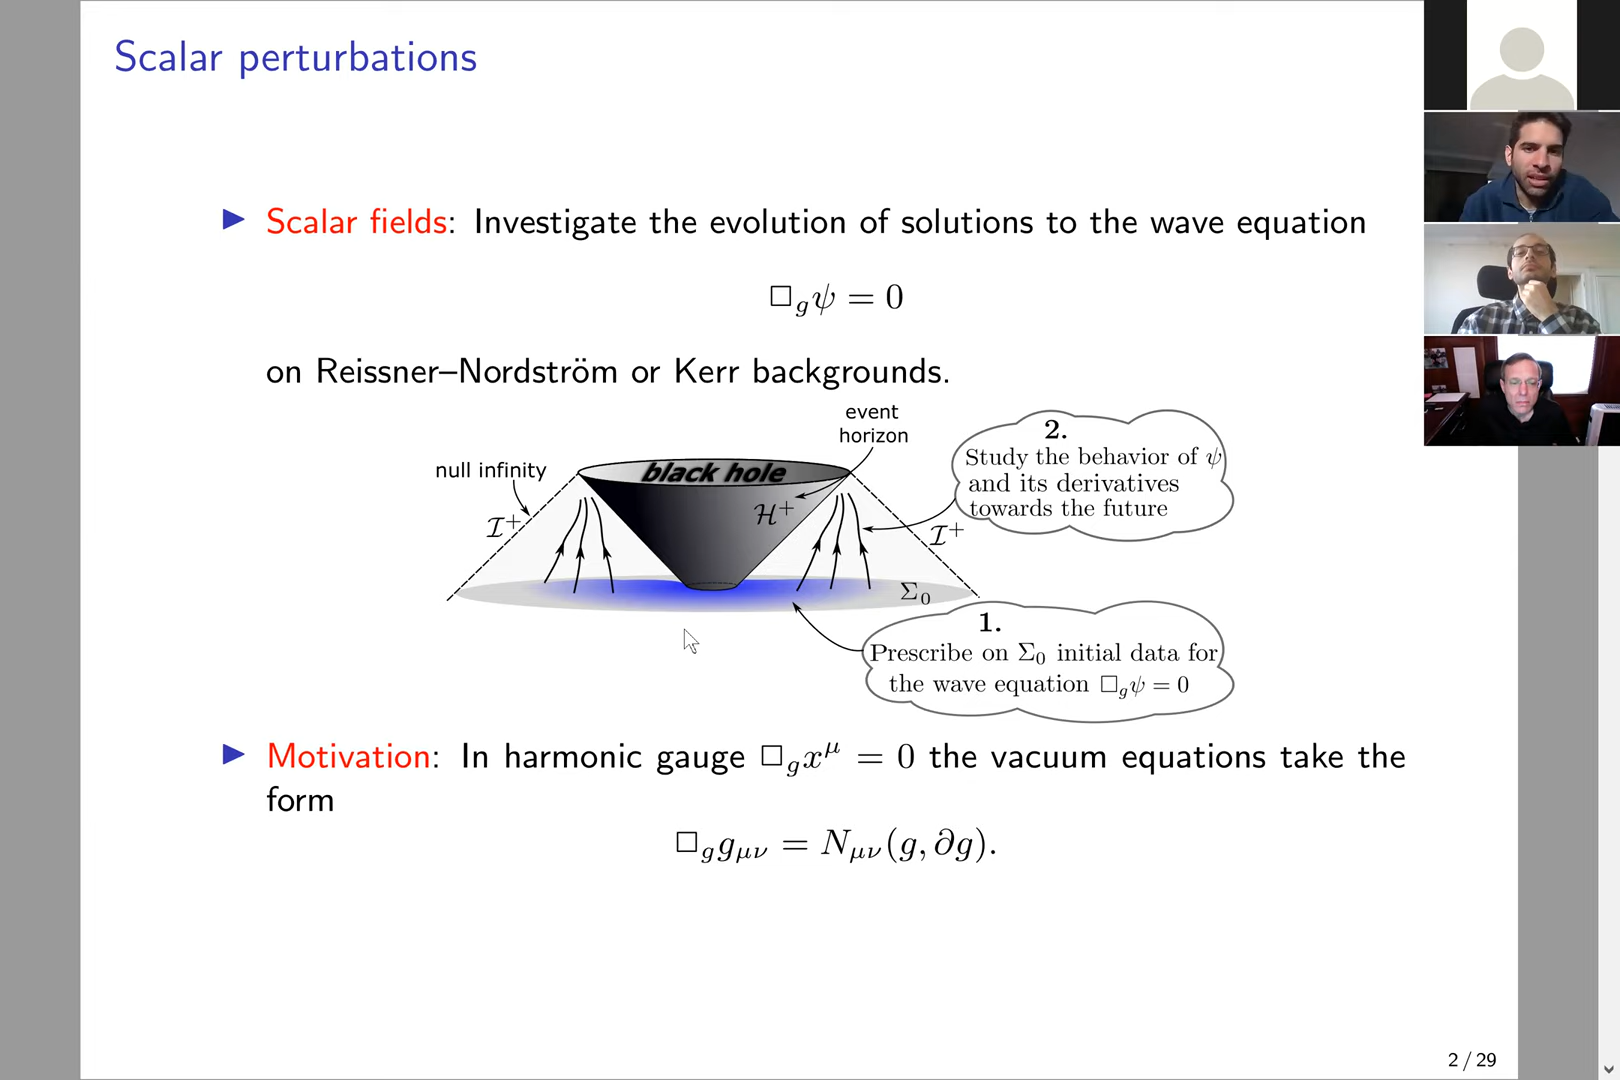 Scalar perturbations
▶ Scalar fields: Investigate the evolution of solutions to the wave equation
□_g ψ = 0
on Reissner–Nordström or Kerr backgrounds.
event
horizon
null infinity
black hole
ℋ⁺
ℐ⁺
ℐ⁺
Σ₀
2.
Study the behavior of ψ
and its derivatives
towards the future
1.
Prescribe on Σ₀ initial data for
the wave equation □_g ψ = 0
▶ Motivation: In harmonic gauge □_g x^μ = 0 the vacuum equations take the
form
□_g g_μν = N_μν(g, ∂g).
2 / 29